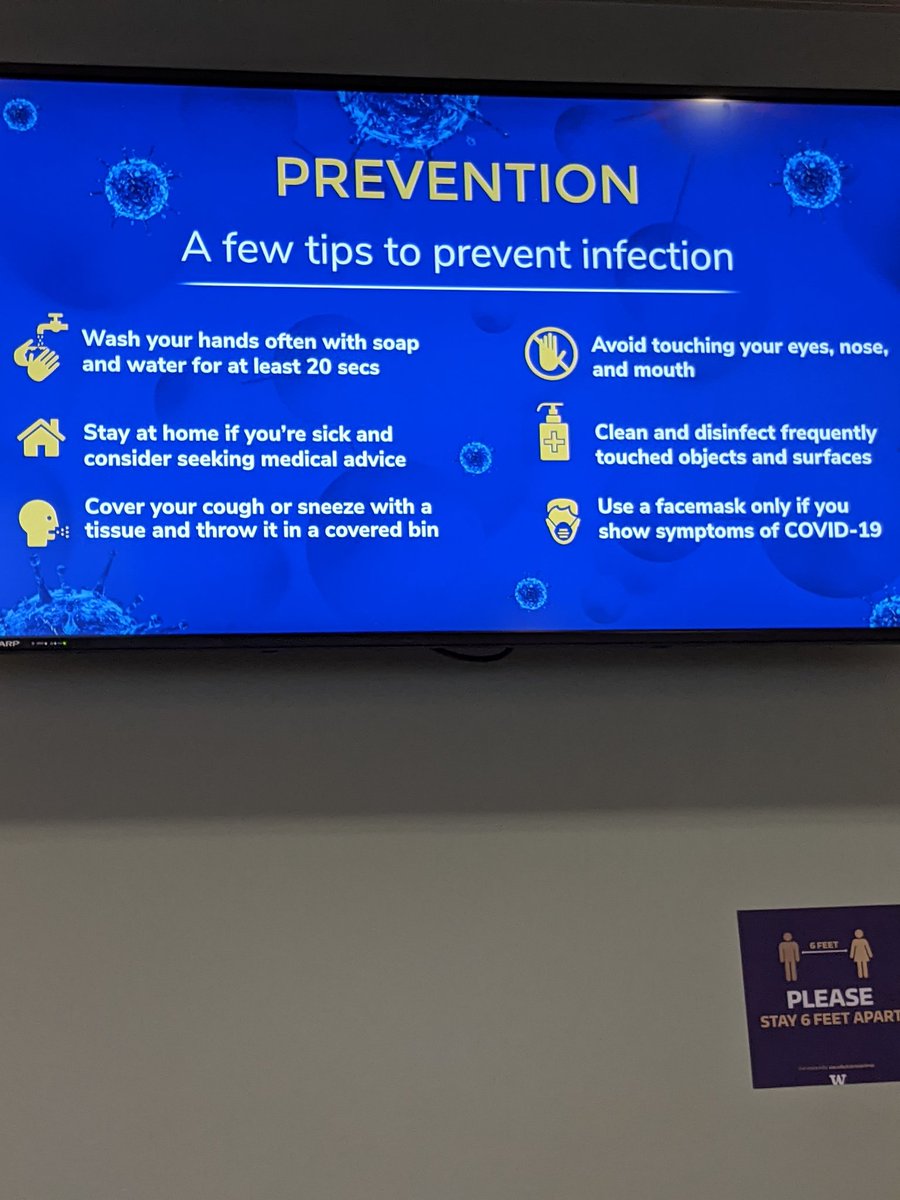 PREVENTION
A few tips to prevent infection
Wash your hands often with soap
and water for at least 20 secs
Stay at home if you're sick and
consider seeking medical advice
Cover your cough or sneeze with a
tissue and throw it in a covered bin
Avoid touching your eyes, nose,
and mouth
Clean and disinfect frequently
touched objects and surfaces
Use a facemask only if you
show symptoms of COVID-19
ARP
6 FEET
PLEASE
STAY 6 FEET APART
W